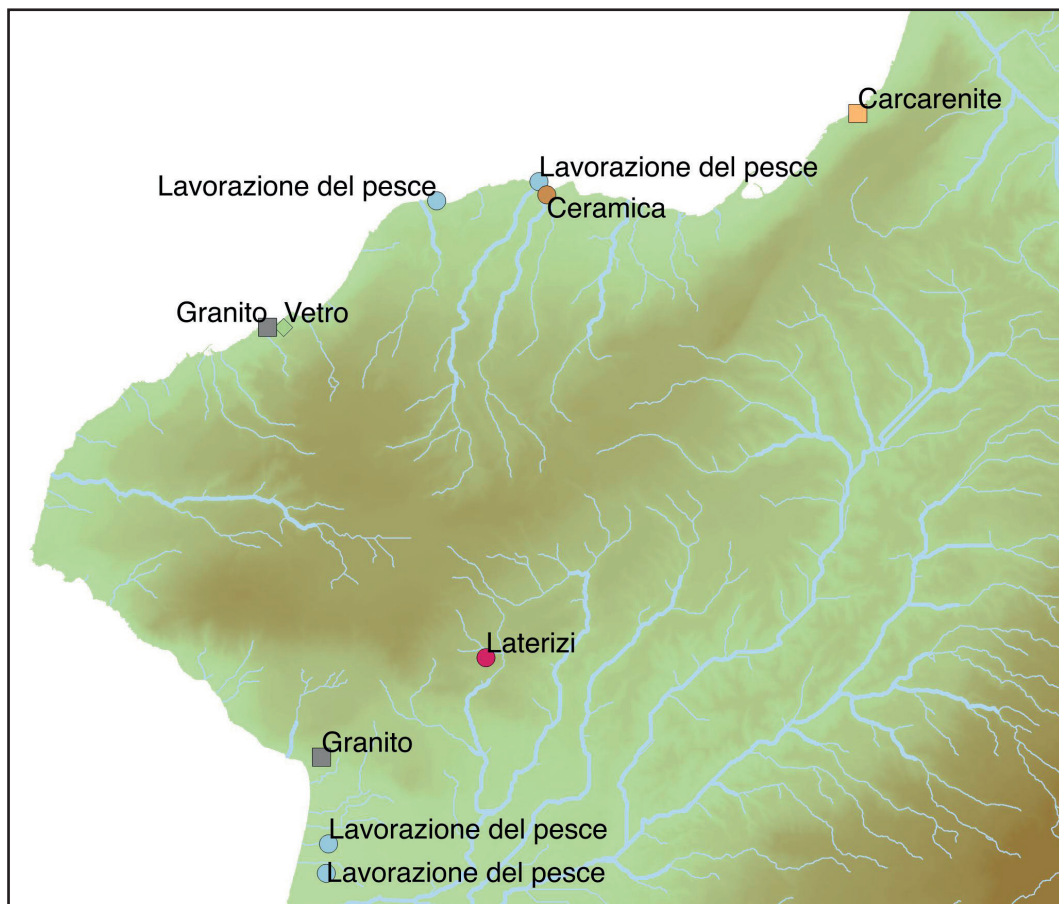 Carcarenite
Lavorazione del pesce
Lavorazione del pesce
Ceramica
Granito
Vetro
Laterizi
Granito
Lavorazione del pesce
Lavorazione del pesce